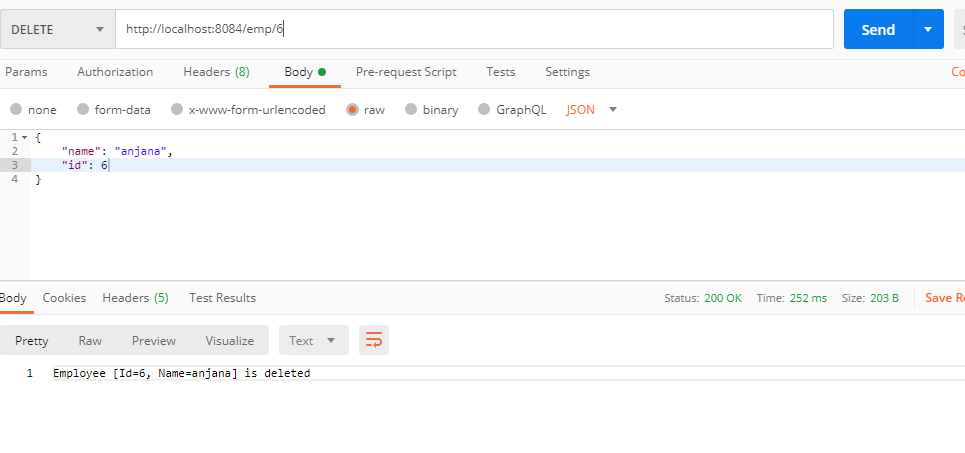 DELETE http://localhost:8084/emp/6 Send
Params Authorization Headers (8) Body Pre-request Script Tests Settings Co
none form-data x-www-form-urlencoded raw binary GraphQL JSON
1 {
2 "name": "anjana",
3 "id": 6
4 }
Body Cookies Headers (5) Test Results Status: 200 OK Time: 252 ms Size: 203 B Save Re
Pretty Raw Preview Visualize Text
1 Employee [Id=6, Name=anjana] is deleted